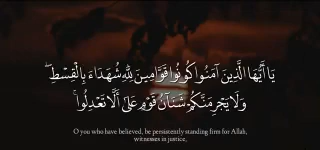 يَا أَيُّهَا الَّذِينَ آمَنُوا كُونُوا قَوَّامِينَ لِلَّهِ شُهَدَاءَ بِالْقِسْطِ ۖ
وَلَا يَجْرِمَنَّكُمْ شَنَآنُ قَوْمٍ عَلَىٰ أَلَّا تَعْدِلُوا ۚ
O you who have believed, be persistently standing firm for Allah,
witnesses in justice,